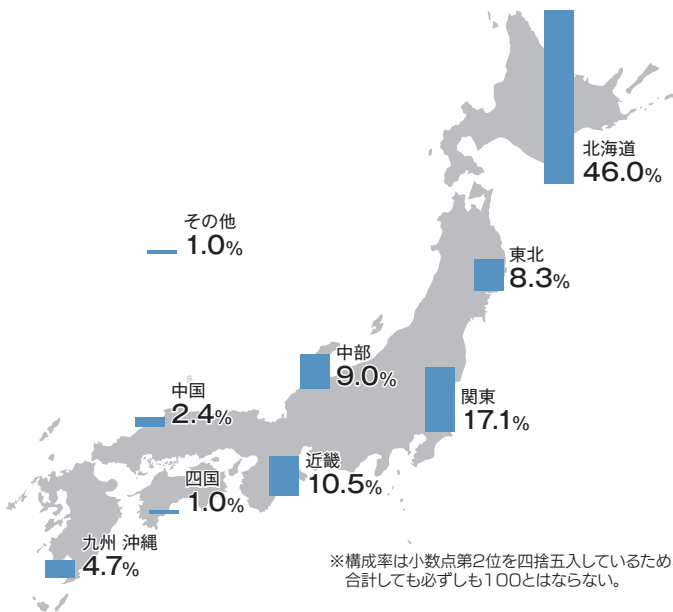 北海道
46.0%
その他
1.0%
東北
8.3%
中部
9.0%
中国
2.4%
関東
17.1%
近畿
10.5%
四国
1.0%
九州 沖縄
4.7%
※構成率は小数点第2位を四捨五入しているため、
合計しても必ずしも100とはならない。